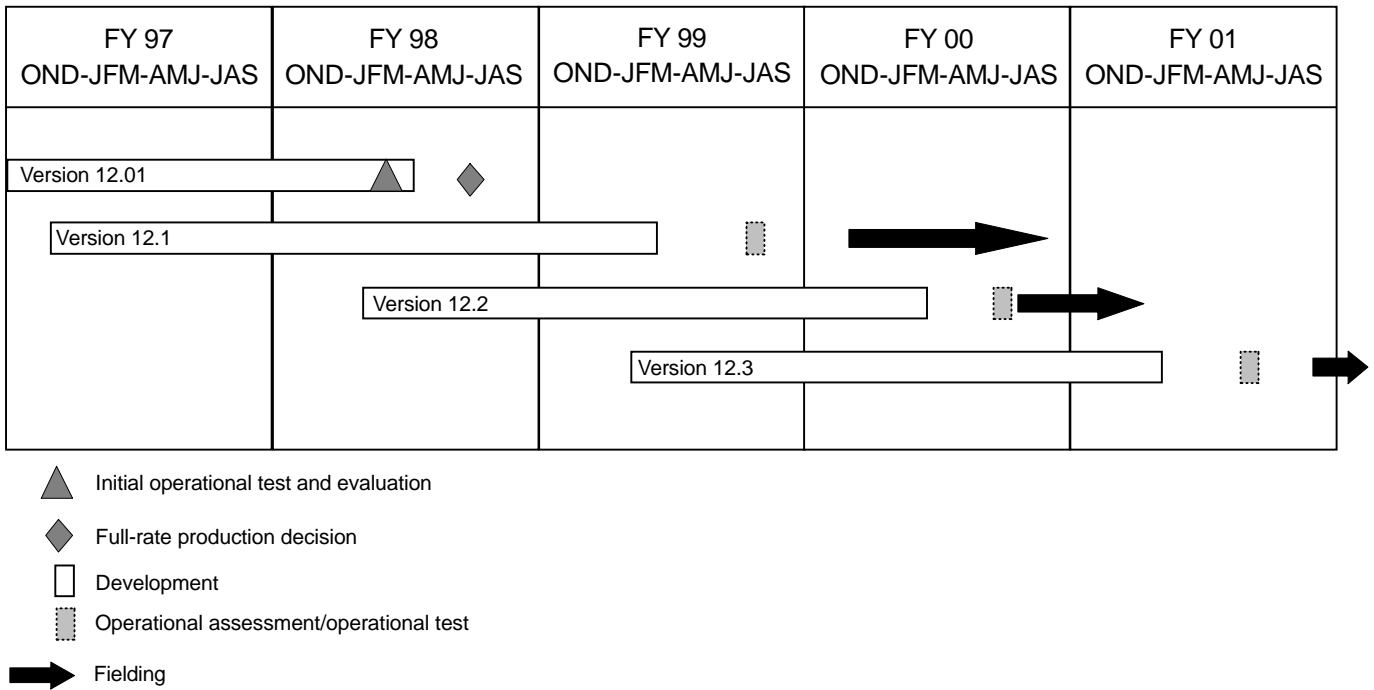 FY 97
OND-JFM-AMJ-JAS
FY 98
OND-JFM-AMJ-JAS
FY 99
OND-JFM-AMJ-JAS
FY 00
OND-JFM-AMJ-JAS
FY 01
OND-JFM-AMJ-JAS
Version 12.01
Version 12.1
Version 12.2
Version 12.3
Initial operational test and evaluation
Full-rate production decision
Development
Operational assessment/operational test
Fielding